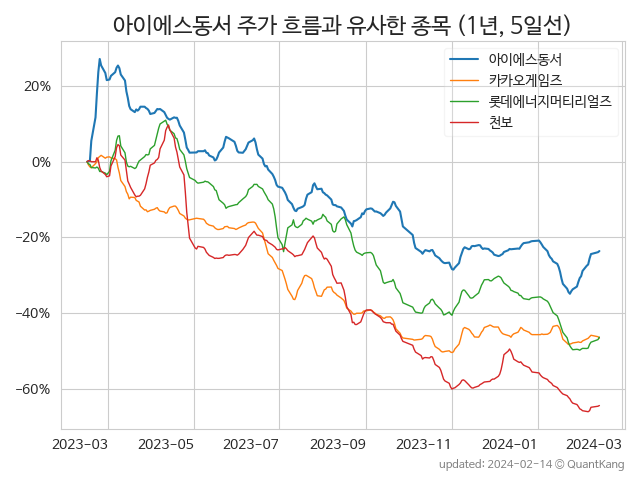 아이에스동서 주가 흐름과 유사한 종목 (1년, 5일선)
아이에스동서
카카오게임즈
롯데에너지머티리얼즈
천보
20%
0%
−20%
−40%
−60%
2023-03 2023-05 2023-07 2023-09 2023-11 2024-01 2024-03
updated: 2024-02-14 © QuantKang